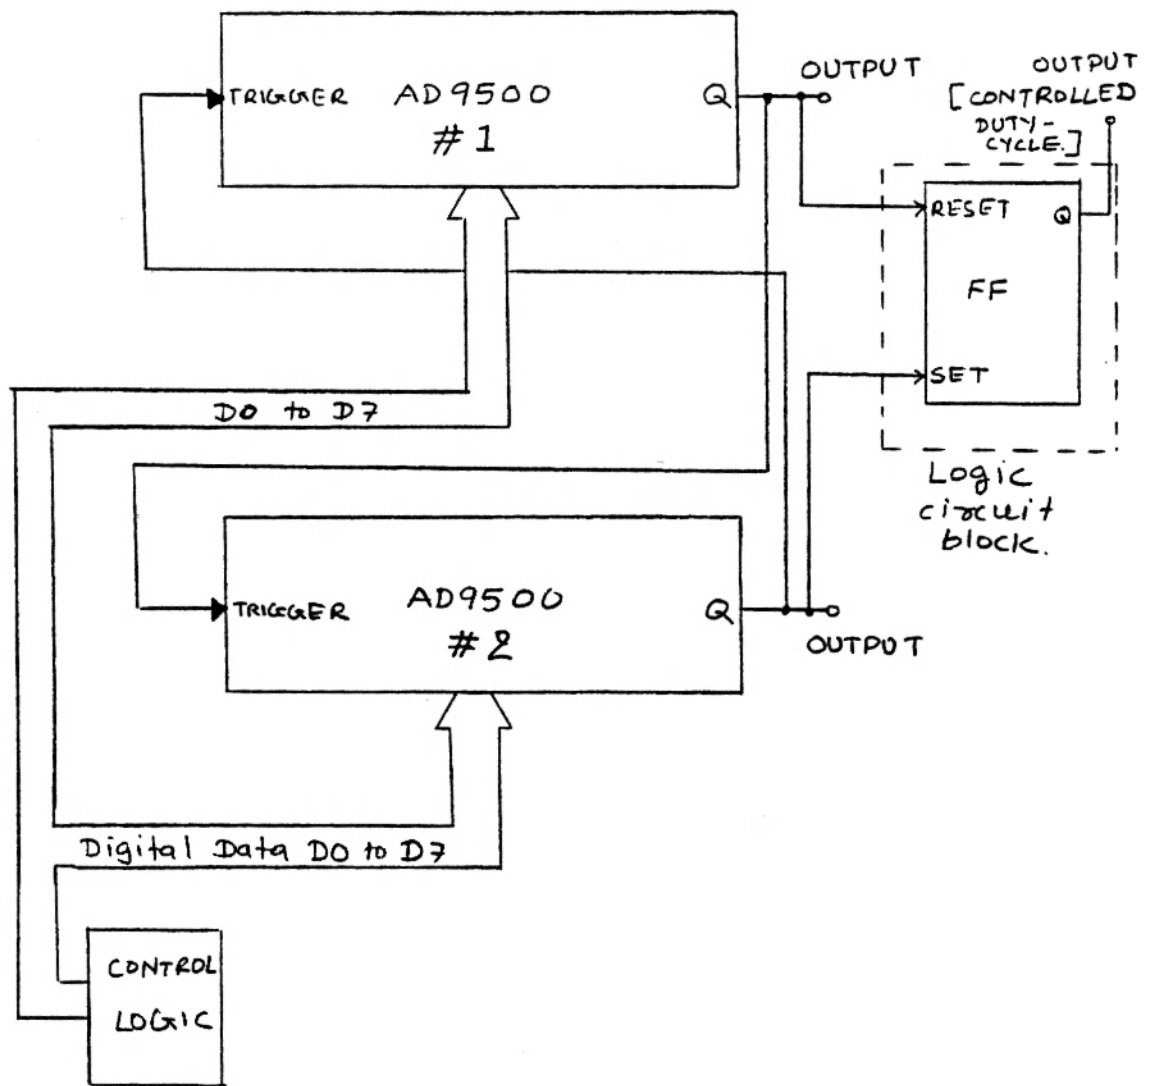 TRIGGER
AD9500
#1
Q
OUTPUT
OUTPUT
[CONTROLLED
DUTY-
CYCLE.]
RESET
Q
FF
SET
Logic
circuit
block.
D0 to D7
TRIGGER
AD9500
#2
Q
OUTPUT
Digital Data D0 to D7
CONTROL
LOGIC